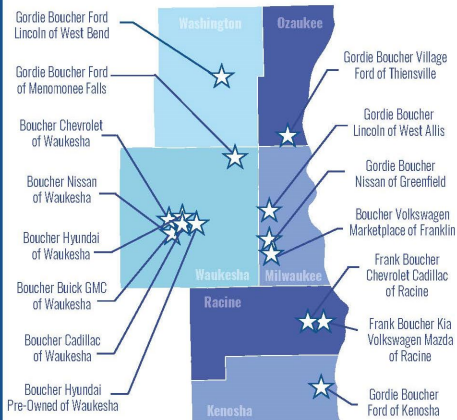 Gordie Boucher Ford
Lincoln of West Bend
Gordie Boucher Ford
of Menomonee Falls
Boucher Chevrolet
of Waukesha
Boucher Nissan
of Waukesha
Boucher Hyundai
of Waukesha
Boucher Buick GMC
of Waukesha
Boucher Cadillac
of Waukesha
Boucher Hyundai
Pre-Owned of Waukesha
Washington
Ozaukee
Waukesha
Milwaukee
Racine
Kenosha
Gordie Boucher Village
Ford of Thiensville
Gordie Boucher
Lincoln of West Allis
Gordie Boucher
Nissan of Greenfield
Boucher Volkswagen
Marketplace of Franklin
Frank Boucher
Chevrolet Cadillac
of Racine
Frank Boucher Kia
Volkswagen Mazda
of Racine
Gordie Boucher
Ford of Kenosha